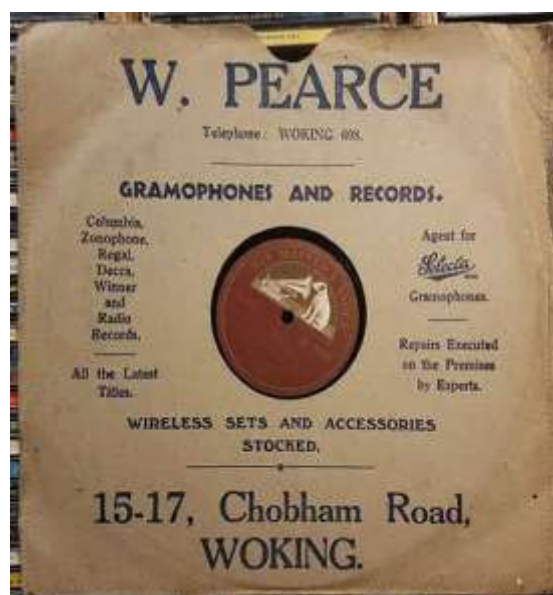 W. PEARCE
Telephone: WOKING 698.
GRAMOPHONES AND RECORDS.
Columbia,
Zonophone,
Regal,
Decca,
Winner
and
Radio
Records.
All the Latest
Titles.
Agent for
Selecta
Gramophones.
Repairs Executed
on the Premises
by Experts.
WIRELESS SETS AND ACCESSORIES
STOCKED.
15-17, Chobham Road,
WOKING.